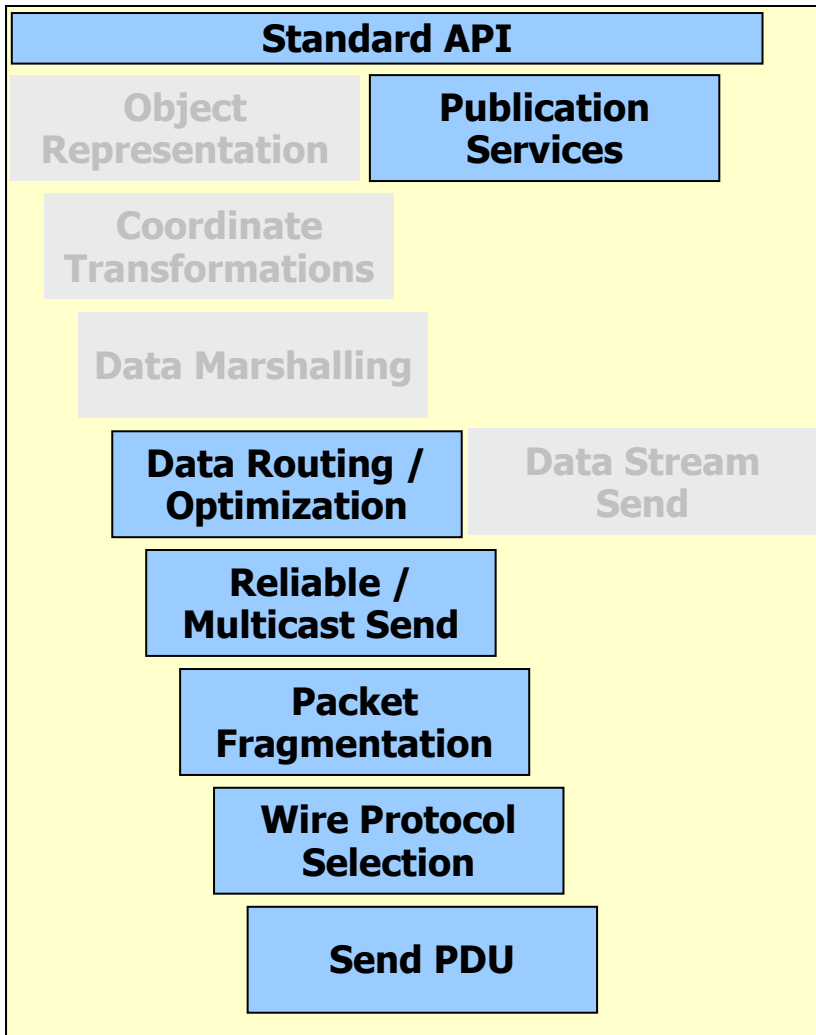 Standard API
Object
Representation
Publication
Services
Coordinate
Transformations
Data Marshalling
Data Routing /
Optimization
Data Stream
Send
Reliable /
Multicast Send
Packet
Fragmentation
Wire Protocol
Selection
Send PDU